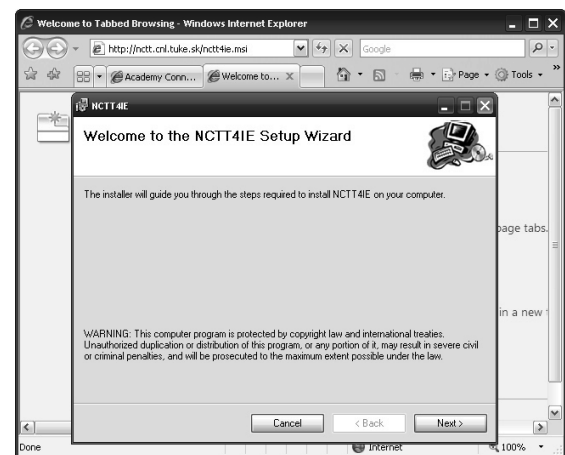 Welcome to Tabbed Browsing - Windows Internet Explorer
http://nctt.cnl.tuke.sk/nctt4ie.msi
Google
Academy Conn...
Welcome to...
X
Page
Tools
»
NCTT4IE
Welcome to the NCTT4IE Setup Wizard
The installer will guide you through the steps required to install NCTT4IE on your computer.
page tabs.
in a new
WARNING: This computer program is protected by copyright law and international treaties.
Unauthorized duplication or distribution of this program, or any portion of it, may result in severe civil
or criminal penalties, and will be prosecuted to the maximum extent possible under the law.
Cancel
< Back
Next >
Done
Internet
100%